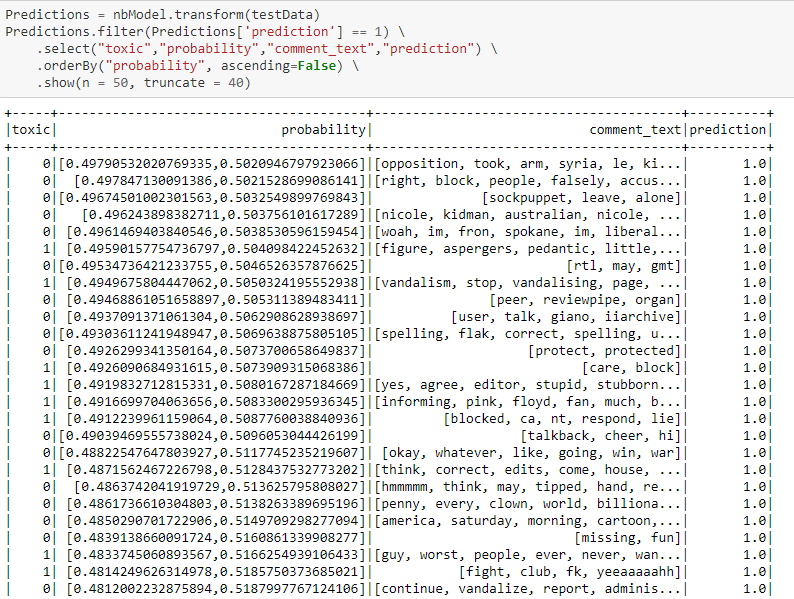 Predictions = nbModel.transform(testData)
Predictions.filter(Predictions['prediction'] == 1) \
    .select("toxic","probability","comment_text","prediction") \
    .orderBy("probability", ascending=False) \
    .show(n = 50, truncate = 40)
+-----+----------------------------------------+----------------------------------------+----------+
|toxic|                             probability|                            comment_text|prediction|
+-----+----------------------------------------+----------------------------------------+----------+
|    0|[0.49790532020769335,0.5020946797923066]|[opposition, took, arm, syria, le, ki...|       1.0|
|    0|  [0.497847130091386,0.5021528699086141]|[right, block, people, falsely, accus...|       1.0|
|    0|[0.49674501002301563,0.5032549899769843]|              [sockpuppet, leave, alone]|       1.0|
|    0|   [0.496243898382711,0.503756101617289]|[nicole, kidman, australian, nicole, ...|       1.0|
|    0| [0.4961469403840546,0.5038530596159454]|[woah, im, fron, spokane, im, liberal...|       1.0|
|    1| [0.49590157754736797,0.504098422452632]|[figure, aspergers, pedantic, little,...|       1.0|
|    0|[0.49534736421233755,0.5046526357876625]|                         [rtl, may, gmt]|       1.0|
|    1| [0.4949675804447062,0.5050324195552938]|[vandalism, stop, vandalising, page, ...|       1.0|
|    0| [0.49468861051658897,0.505311389483411]|               [peer, reviewpipe, organ]|       1.0|
|    0| [0.4937091371061304,0.5062908628938697]|          [user, talk, giano, iiarchive]|       1.0|
|    0|[0.49303611241948947,0.5069638875805105]|[spelling, flak, correct, spelling, u...|       1.0|
|    0| [0.4926299341350164,0.5073700658649837]|                    [protect, protected]|       1.0|
|    1| [0.4926090684931615,0.5073909315068386]|                           [care, block]|       1.0|
|    1| [0.4919832712815331,0.5080167287184669]|[yes, agree, editor, stupid, stubborn...|       1.0|
|    1| [0.4916699704063656,0.5083300295936345]|[informing, pink, floyd, fan, much, b...|       1.0|
|    1| [0.4912239961159064,0.5087760038840936]|         [blocked, ca, nt, respond, lie]|       1.0|
|    0|[0.49039469555738024,0.5096053044426199]|                   [talkback, cheer, hi]|       1.0|
|    0|[0.48822547647803927,0.5117745235219607]| [okay, whatever, like, going, win, war]|       1.0|
|    1| [0.4871562467226798,0.5128437532773202]|[think, correct, edits, come, house, ...|       1.0|
|    0|  [0.4863742041919729,0.513625795808027]|[hmmmmm, think, may, tipped, hand, re...|       1.0|
|    0| [0.4861736610304803,0.5138263389695196]|[penny, every, clown, world, billiona...|       1.0|
|    0| [0.4850290701722906,0.5149709298277094]|[america, saturday, morning, cartoon,...|       1.0|
|    0| [0.4839138660091724,0.5160861339908277]|                          [missing, fun]|       1.0|
|    1| [0.4833745060893567,0.5166254939106433]|[guy, worst, people, ever, never, wan...|       1.0|
|    1| [0.4814249626314978,0.5185750373685021]|           [fight, club, fk, yeeaaaaahh]|       1.0|
|    0| [0.4812002232875894,0.5187997767124106]|[continue, vandalize, report, adminis...|       1.0|